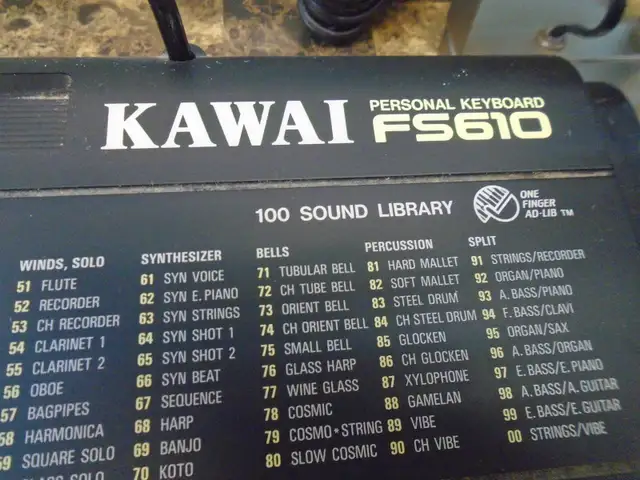 KAWAI PERSONAL KEYBOARD
FS610
100 SOUND LIBRARY
ONE
FINGER
AD-LIB TM
WINDS, SOLO
51 FLUTE
52 RECORDER
53 CH RECORDER
54 CLARINET 1
55 CLARINET 2
56 OBOE
57 BAGPIPES
58 HARMONICA
59 SQUARE SOLO
SOLO
SYNTHESIZER
61 SYN VOICE
62 SYN E.PIANO
63 SYN STRINGS
64 SYN SHOT 1
65 SYN SHOT 2
66 SYN BEAT
67 SEQUENCE
68 HARP
69 BANJO
70 KOTO
BELLS
71 TUBULAR BELL
72 CH TUBE BELL
73 ORIENT BELL
74 CH ORIENT BELL
75 SMALL BELL
76 GLASS HARP
77 WINE GLASS
78 COSMIC
79 COSMO*STRING
80 SLOW COSMIC
PERCUSSION
81 HARD MALLET
82 SOFT MALLET
83 STEEL DRUM
84 CH STEEL DRUM
85 GLOCKEN
86 CH GLOCKEN
87 XYLOPHONE
88 GAMELAN
89 VIBE
90 CH VIBE
SPLIT
91 STRINGS/RECORDER
92 ORGAN/PIANO
93 A.BASS/PIANO
94 F.BASS/CLAVI
95 ORGAN/SAX
96 A.BASS/ORGAN
97 E.BASS/E.PIANO
98 A.BASS/A.GUITAR
99 E.BASS/E.GUITAR
00 STRINGS/VIBE